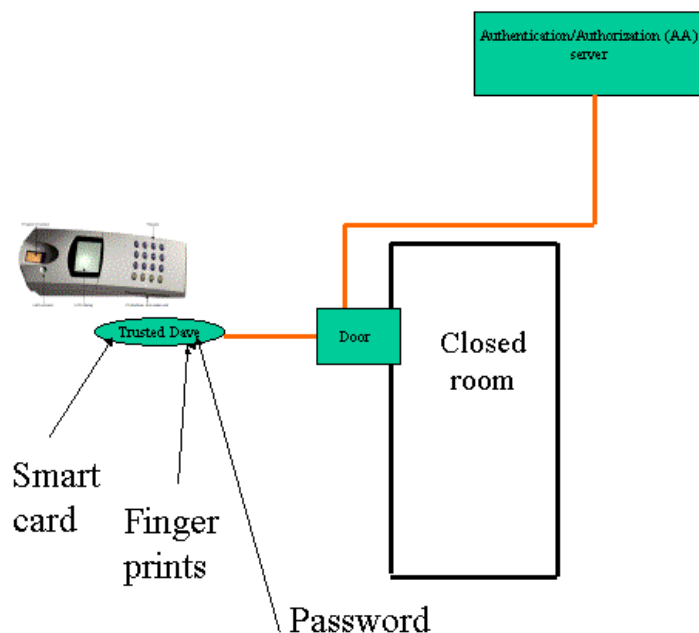 Authentication/Authorization (AA)
server
Trusted Dave
Door
Closed
room
Smart
card
Finger
prints
Password